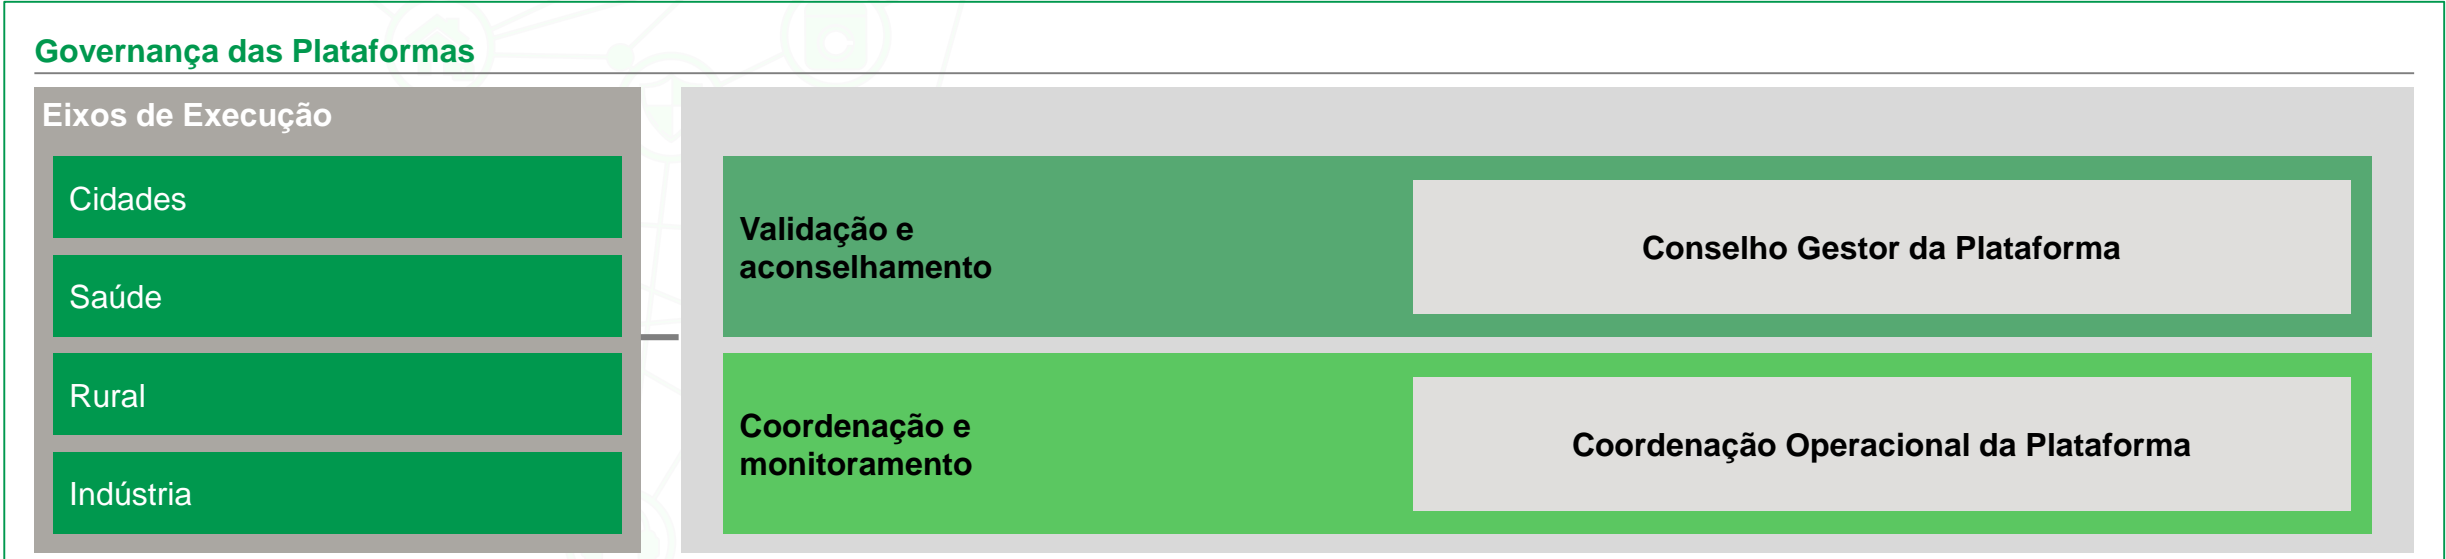 Governança das Plataformas
Eixos de Execução
Cidades
Saúde
Rural
Indústria
Validação e
aconselhamento
Conselho Gestor da Plataforma
Coordenação e
monitoramento
Coordenação Operacional da Plataforma